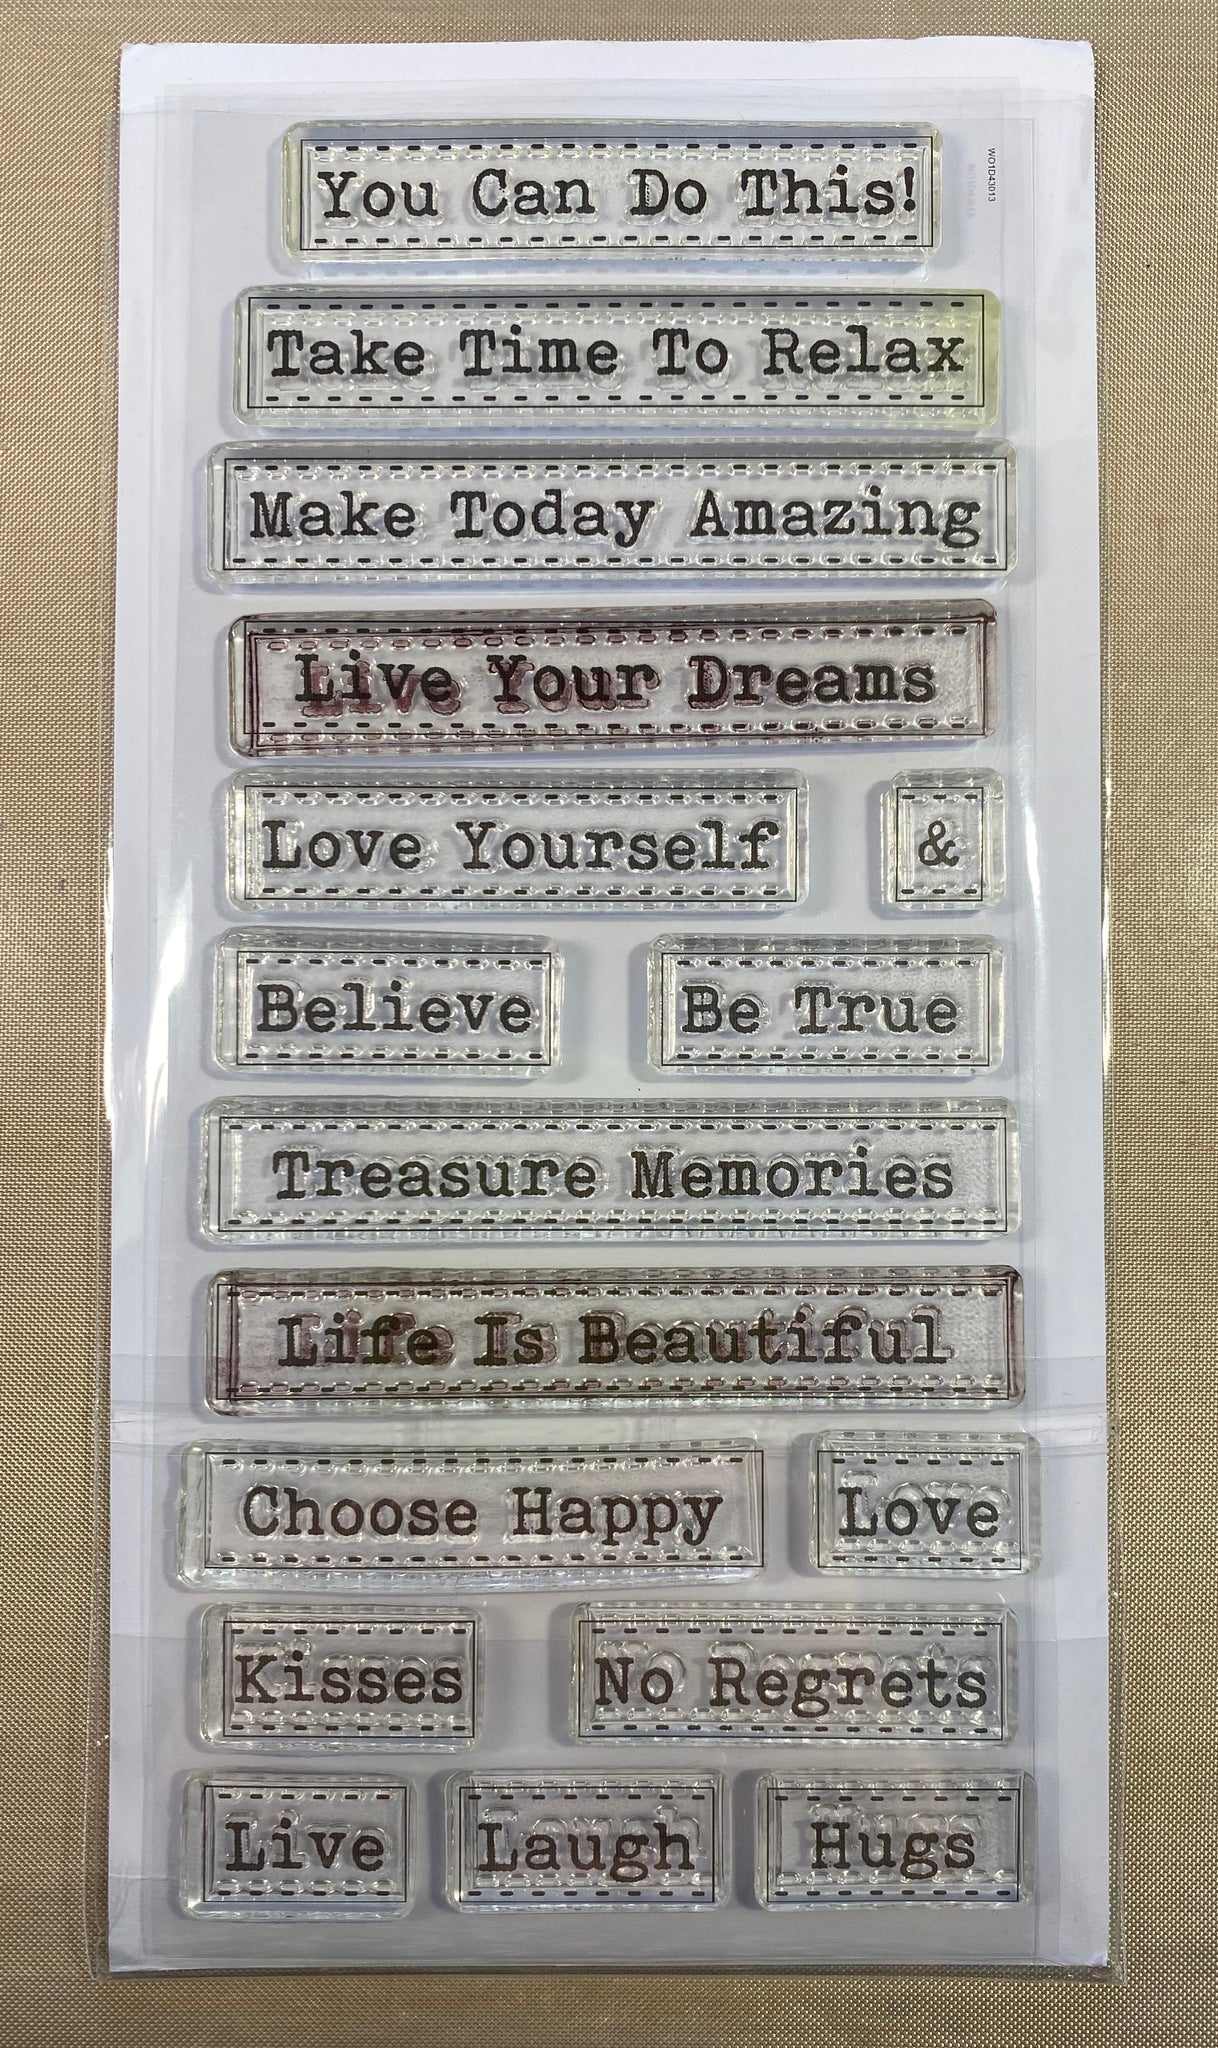 WO1D43013
You Can Do This!
Take Time To Relax
Make Today Amazing
Live Your Dreams
Love Yourself
&
Believe
Be True
Treasure Memories
Life Is Beautiful
Choose Happy
Love
Kisses
No Regrets
Live
Laugh
Hugs